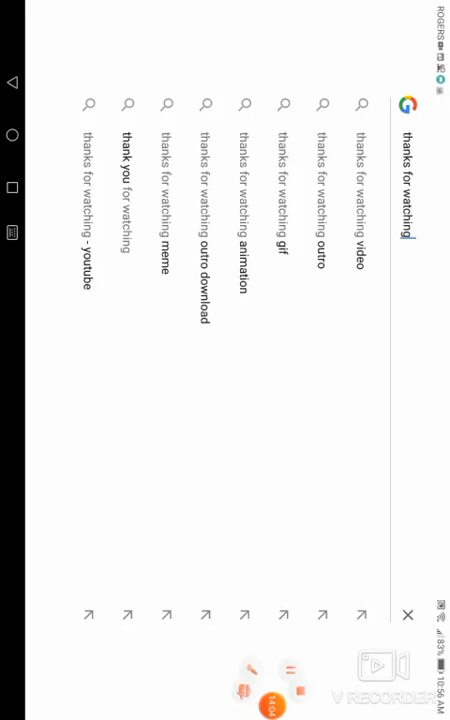 ROGERS
83% 10:56 AM
thanks for watching
thanks for watching video
thanks for watching outro
thanks for watching gif
thanks for watching animation
thanks for watching outro download
thanks for watching meme
thank you for watching
thanks for watching - youtube
V RECORDER
14:04